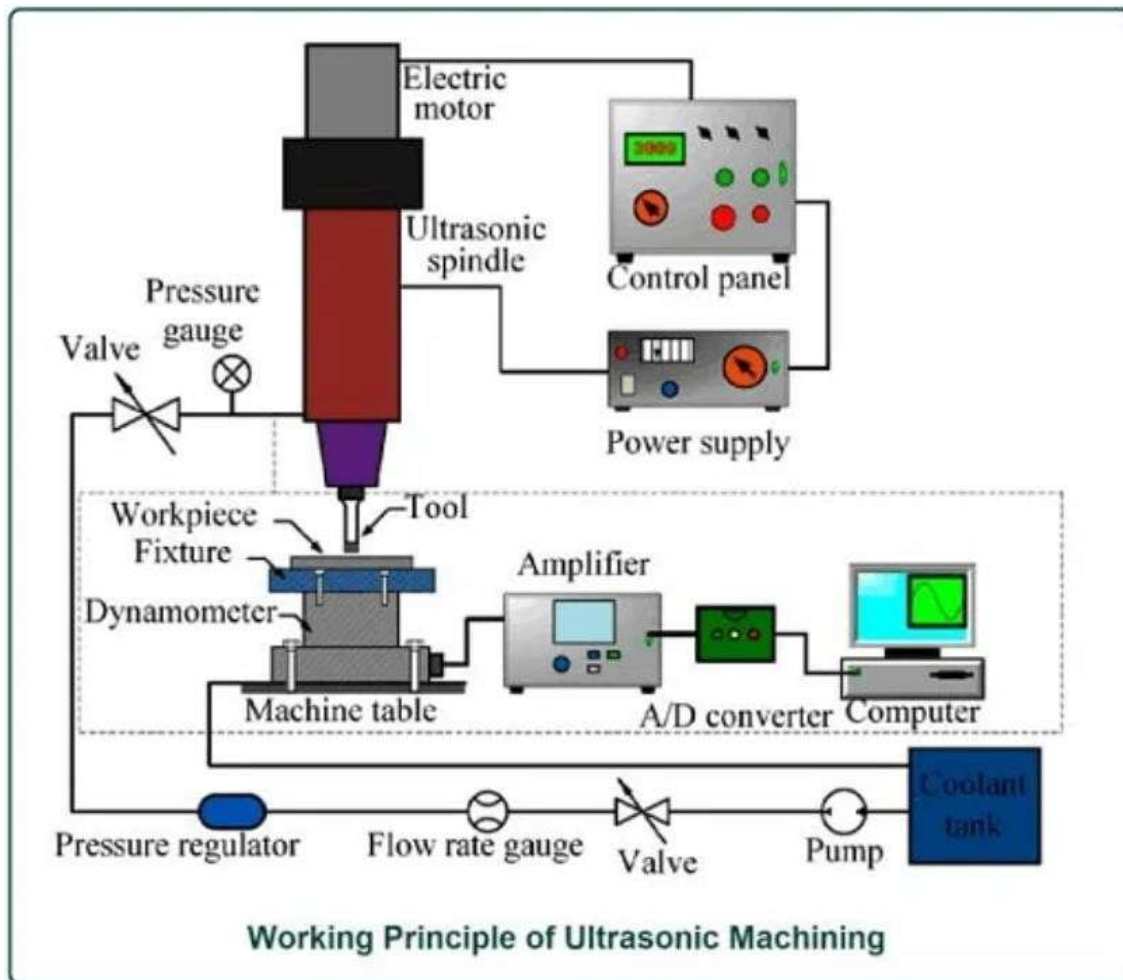 Electric
motor
3009
Ultrasonic
spindle
Control panel
Pressure
gauge
Valve
Power supply
Workpiece
Tool
Fixture
Amplifier
Dynamometer
Machine table
A/D converter
Computer
Coolant
tank
Pressure regulator
Flow rate gauge
Valve
Pump
Working Principle of Ultrasonic Machining